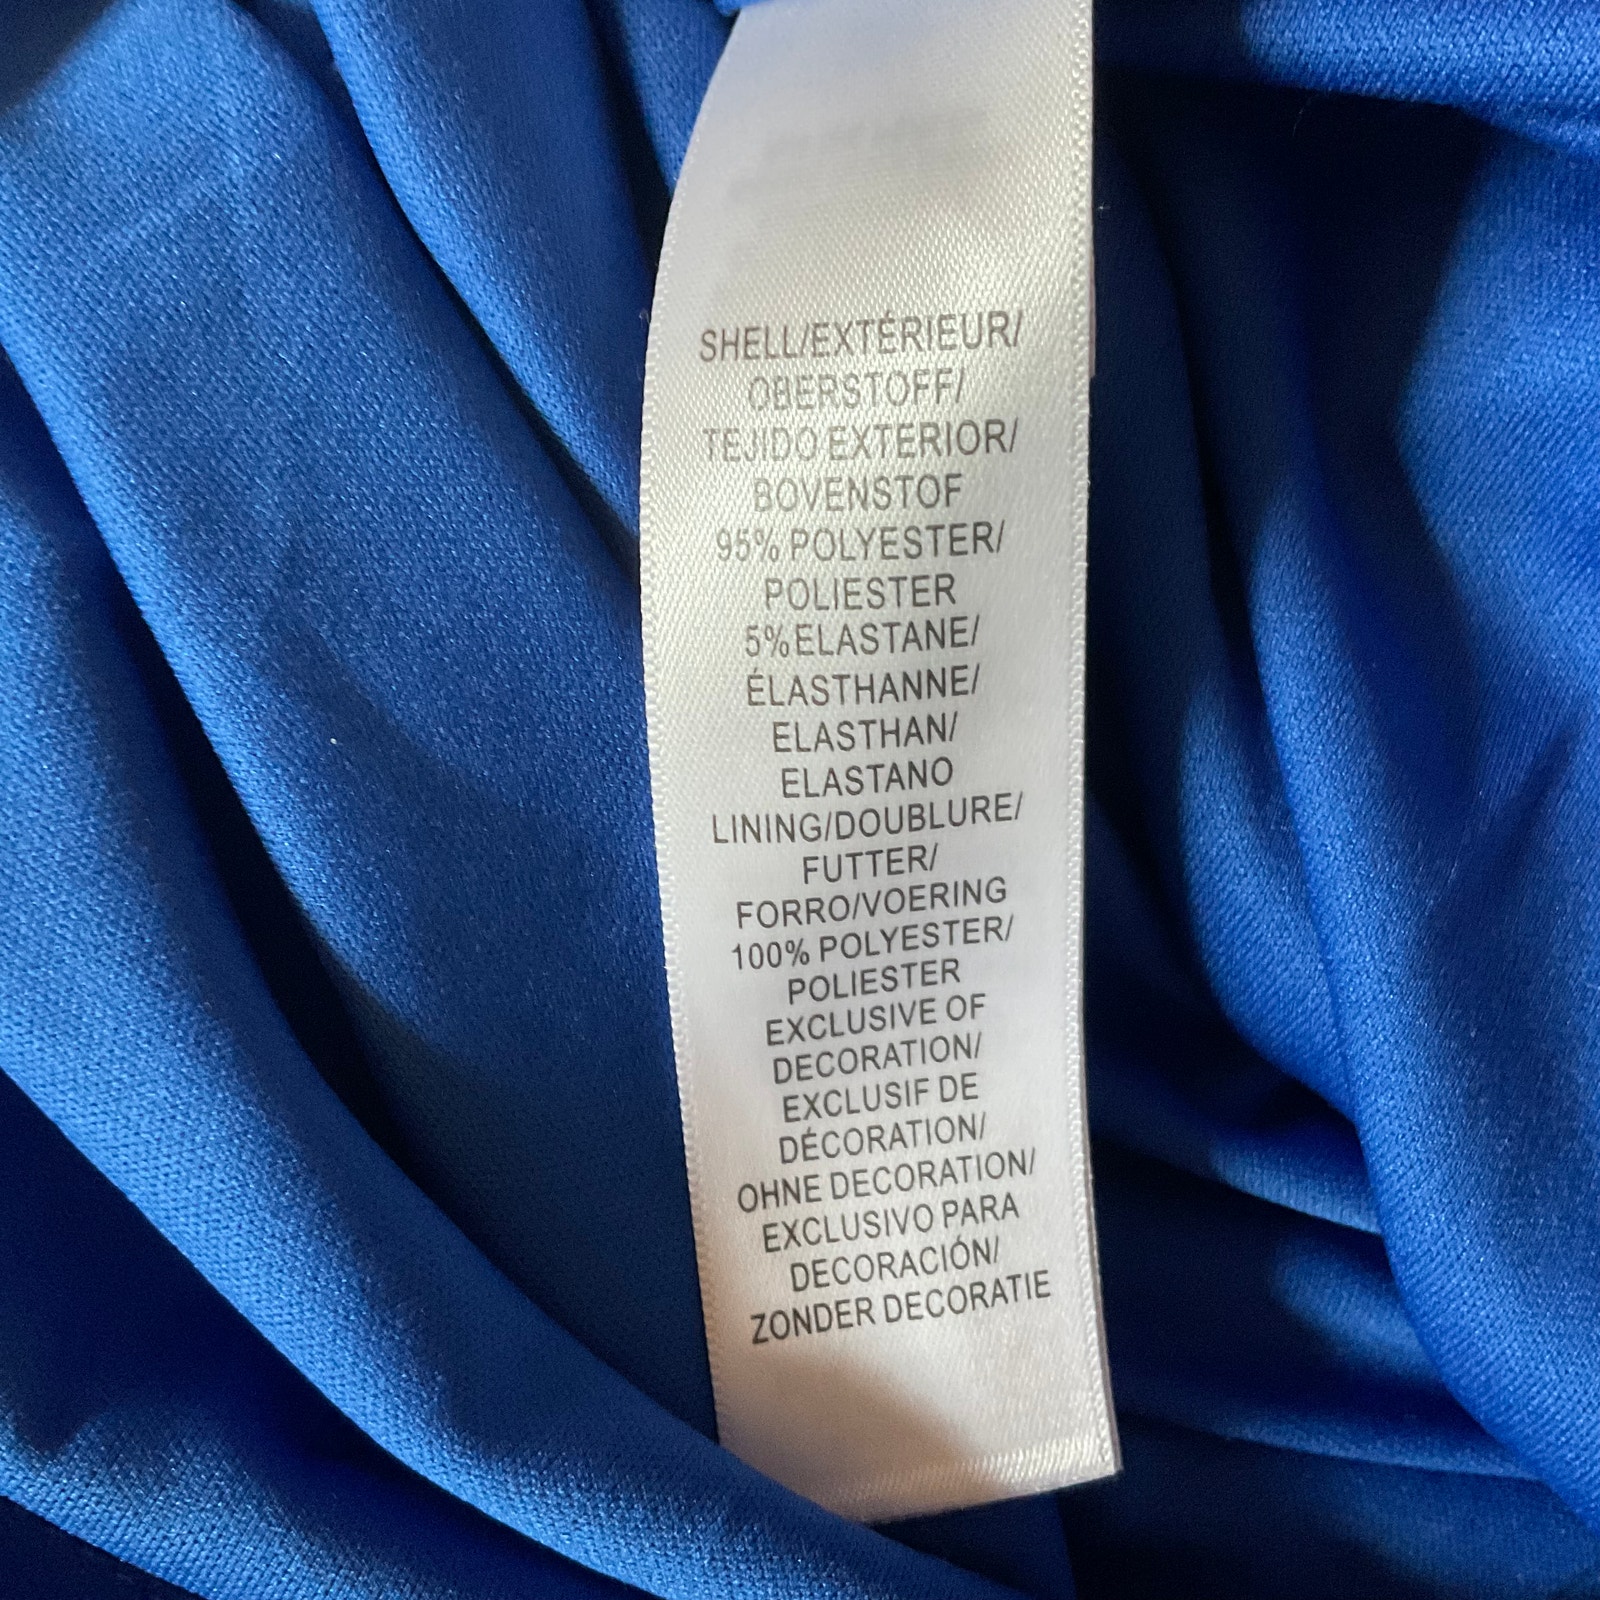 SHELL/EXTÉRIEUR/
OBERSTOFF/
TEJIDO EXTERIOR/
BOVENSTOF
95% POLYESTER/
POLIESTER
5% ELASTANE/
ÉLASTHANNE/
ELASTHAN/
ELASTANO
LINING/DOUBLURE/
FUTTER/
FORRO/VOERING
100% POLYESTER/
POLIESTER
EXCLUSIVE OF
DECORATION/
EXCLUSIF DE
DÉCORATION/
OHNE DECORATION/
EXCLUSIVO PARA
DECORACIÓN/
ZONDER DECORATIE